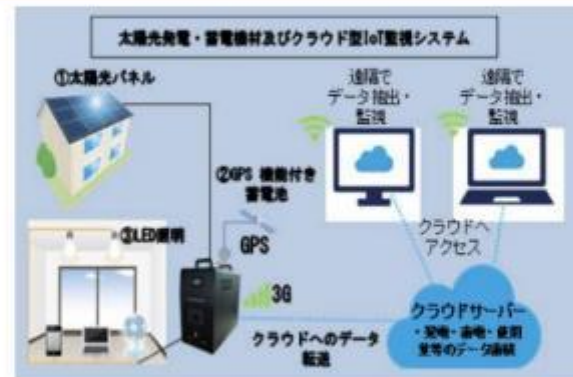 太陽光発電・蓄電機材及びクラウド型IoT監視システム
①太陽光パネル
遠隔で
データ抽出・
監視
遠隔で
データ抽出・
監視
②GPS 機能付き
蓄電池
③LED照明
GPS
3G
クラウドへ
アクセス
クラウドへのデータ
転送
クラウドサーバー
・発電・蓄電・使用
量等のデータ蓄積